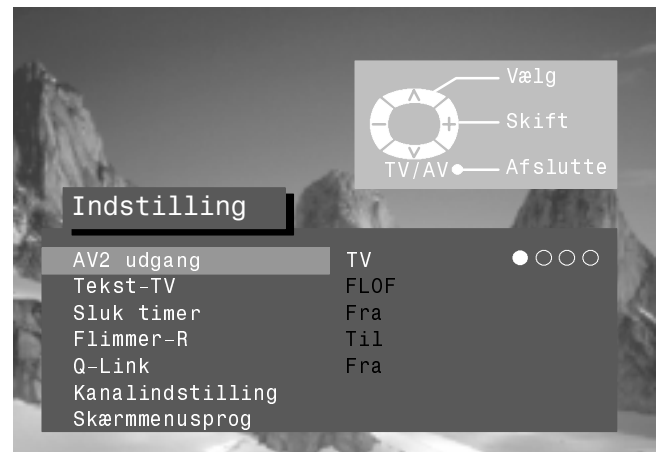 Vælg
Skift
TV/AV Afslutte
Indstilling
AV2 udgang TV
Tekst-TV FLOF
Sluk timer Fra
Flimmer-R Til
Q-Link Fra
Kanalindstilling
Skærmmenusprog